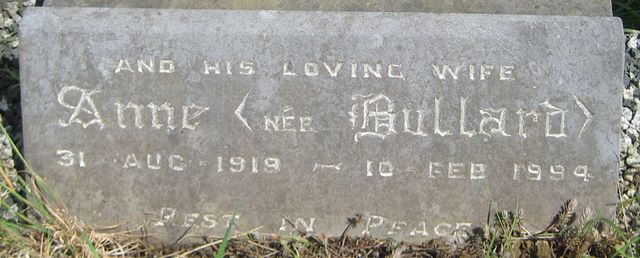 AND HIS LOVING WIFE
Anne (NÉE Bullard)
31 AUG 1919 — 10 FEB 1994
REST IN PEACE